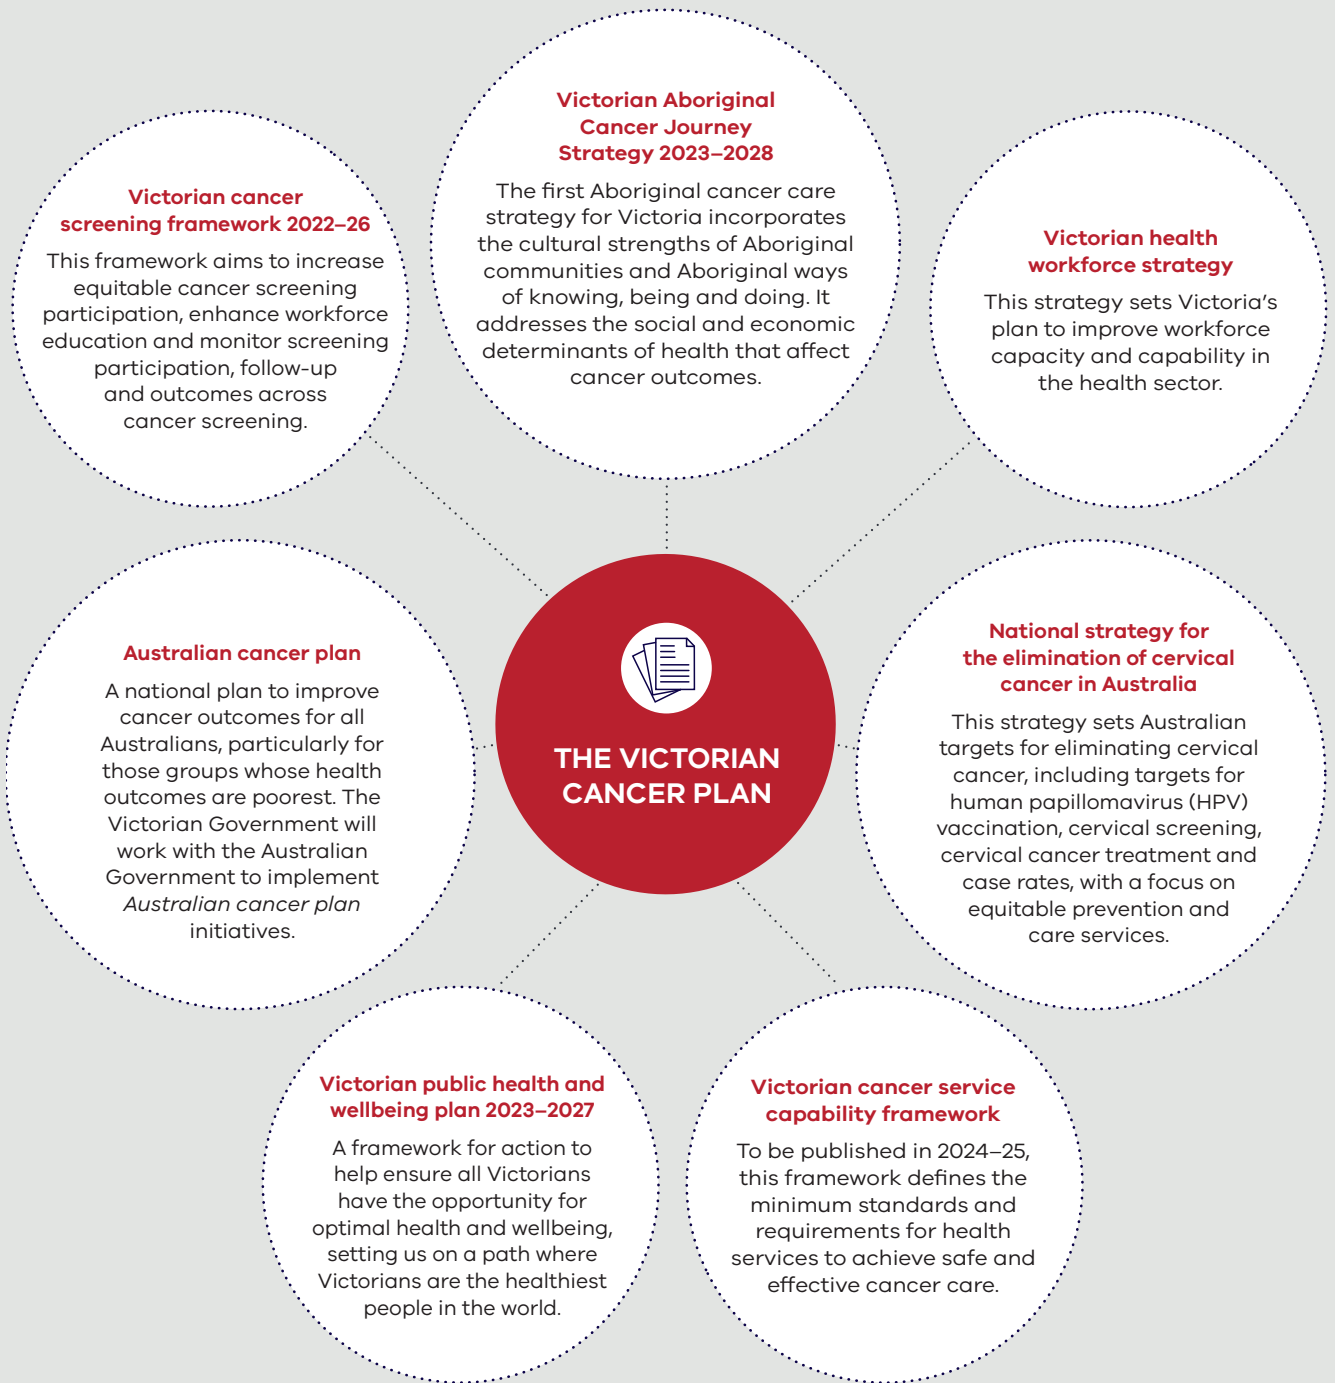 Victorian Aboriginal
Cancer Journey
Strategy 2023–2028
The first Aboriginal cancer care
strategy for Victoria incorporates
the cultural strengths of Aboriginal
communities and Aboriginal ways
of knowing, being and doing. It
addresses the social and economic
determinants of health that affect
cancer outcomes.
Victorian cancer
screening framework 2022–26
This framework aims to increase
equitable cancer screening
participation, enhance workforce
education and monitor screening
participation, follow-up
and outcomes across
cancer screening.
Victorian health
workforce strategy
This strategy sets Victoria’s
plan to improve workforce
capacity and capability in
the health sector.
Australian cancer plan
A national plan to improve
cancer outcomes for all
Australians, particularly for
those groups whose health
outcomes are poorest. The
Victorian Government will
work with the Australian
Government to implement
Australian cancer plan
initiatives.
THE VICTORIAN
CANCER PLAN
National strategy for
the elimination of cervical
cancer in Australia
This strategy sets Australian
targets for eliminating cervical
cancer, including targets for
human papillomavirus (HPV)
vaccination, cervical screening,
cervical cancer treatment and
case rates, with a focus on
equitable prevention and
care services.
Victorian public health and
wellbeing plan 2023–2027
A framework for action to
help ensure all Victorians
have the opportunity for
optimal health and wellbeing,
setting us on a path where
Victorians are the healthiest
people in the world.
Victorian cancer service
capability framework
To be published in 2024–25,
this framework defines the
minimum standards and
requirements for health
services to achieve safe and
effective cancer care.